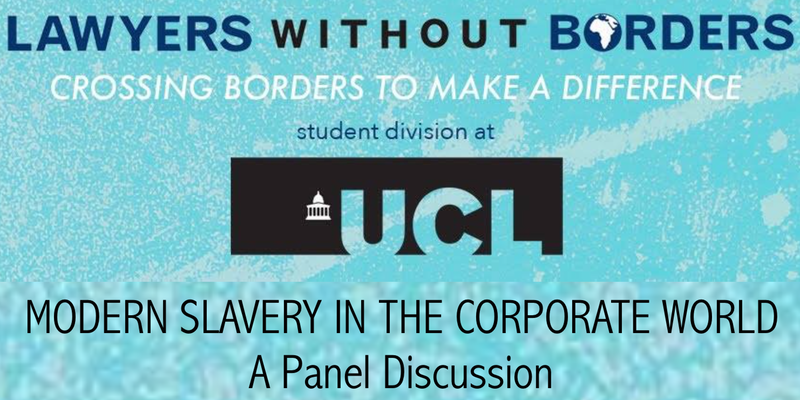 LAWYERS WITHOUT BORDERS
CROSSING BORDERS TO MAKE A DIFFERENCE
student division at
UCL
MODERN SLAVERY IN THE CORPORATE WORLD
A Panel Discussion